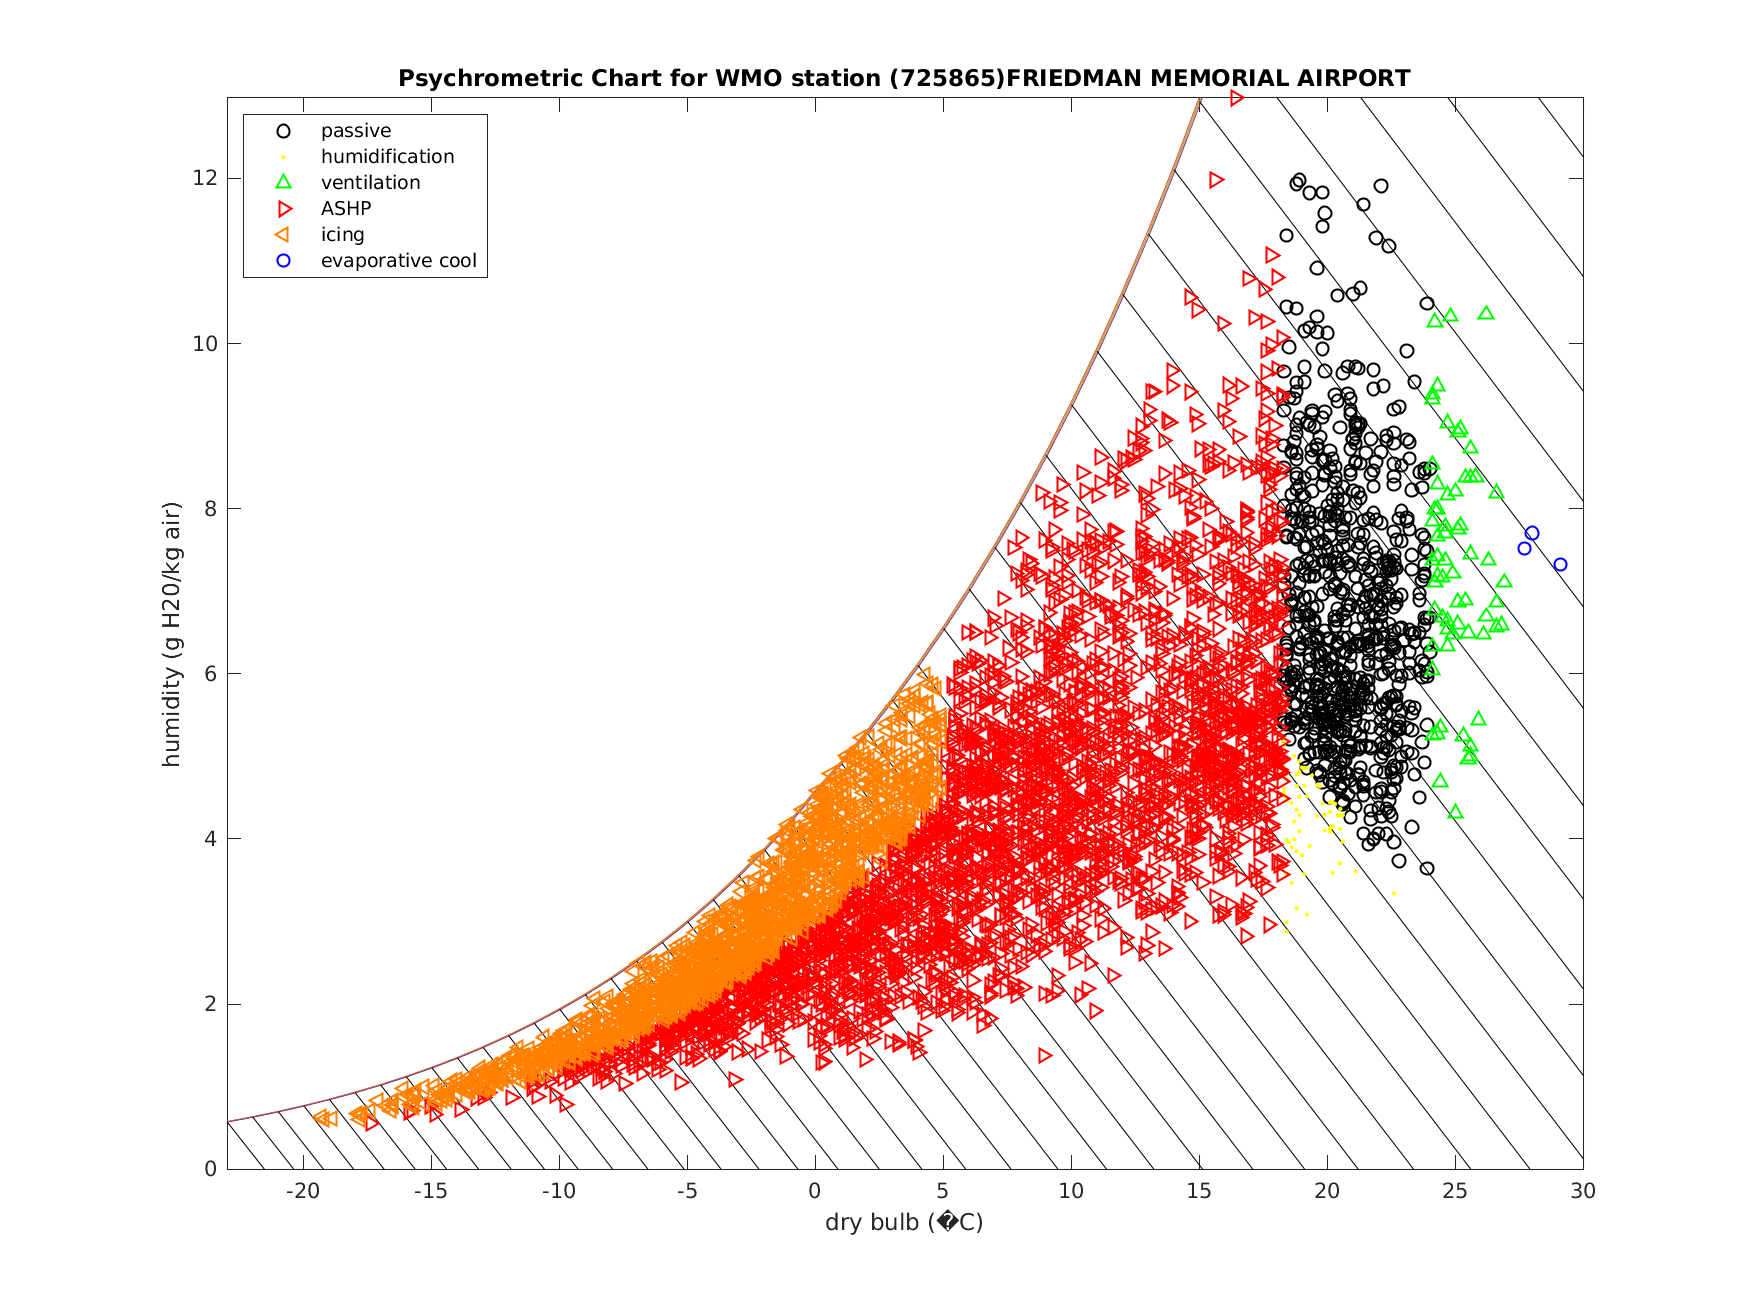 Psychrometric Chart for WMO station (725865)FRIEDMAN MEMORIAL AIRPORT
passive
humidification
ventilation
ASHP
icing
evaporative cool
humidity (g H20/kg air)
12
10
8
6
4
2
0
-20 -15 -10 -5 0 5 10 15 20 25 30
dry bulb (�C)